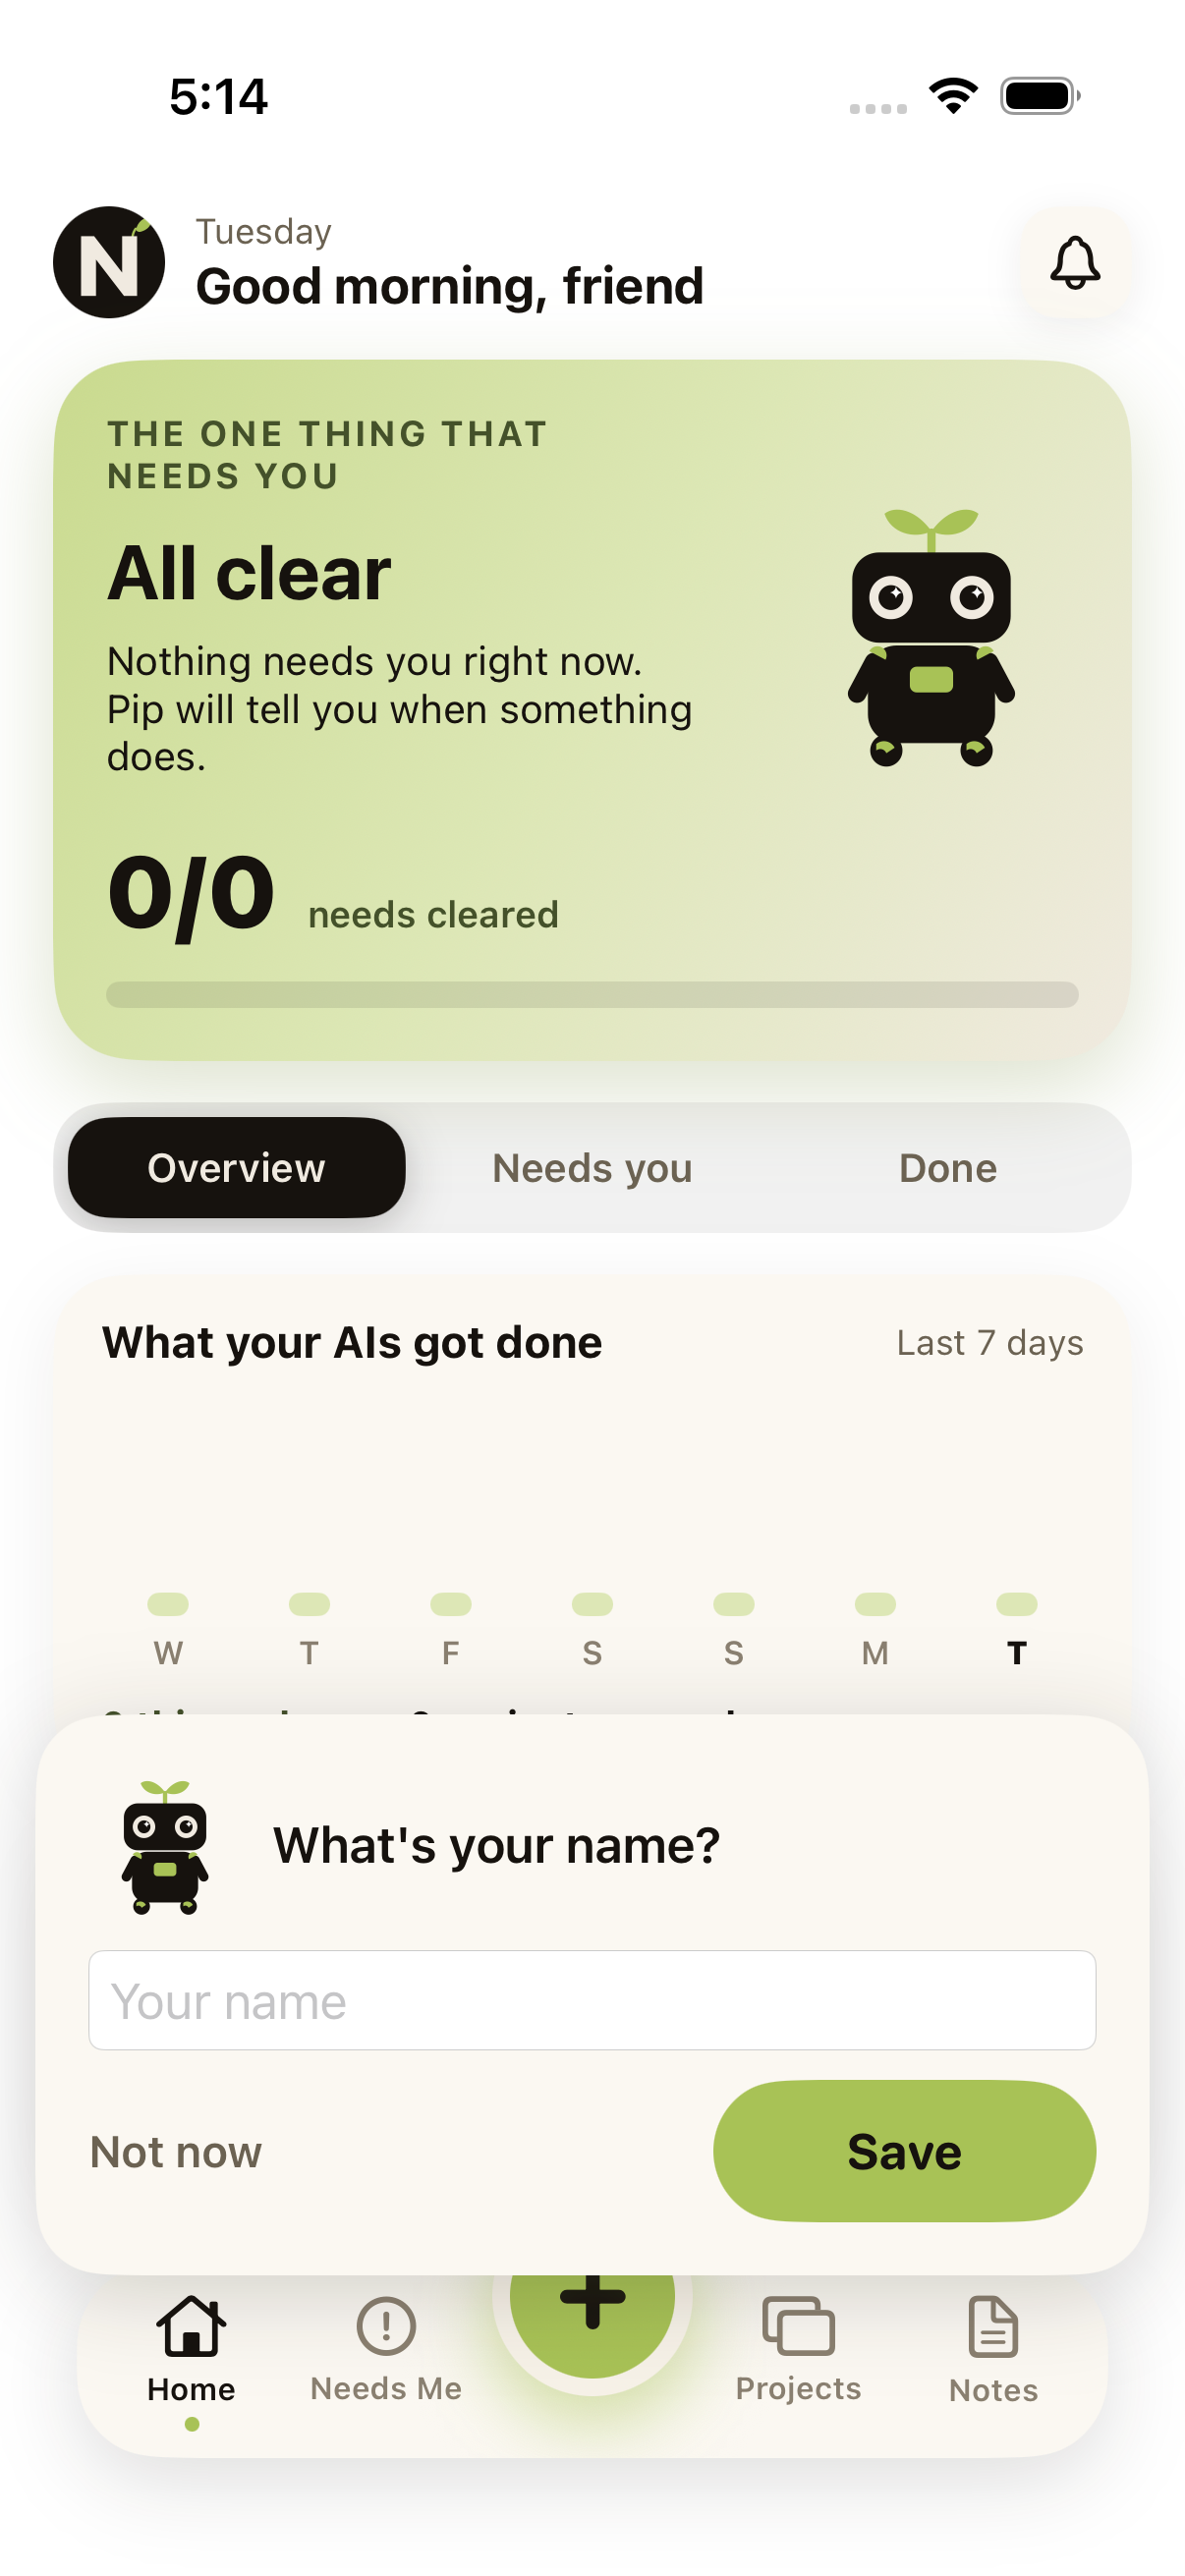 5:14
N
Tuesday
Good morning, friend
THE ONE THING THAT
NEEDS YOU
All clear
Nothing needs you right now.
Pip will tell you when something
does.
0/0 needs cleared
Overview Needs you Done
What your AIs got done Last 7 days
W T F S S M T
What's your name?
Your name
Not now Save
Home Needs Me Projects Notes